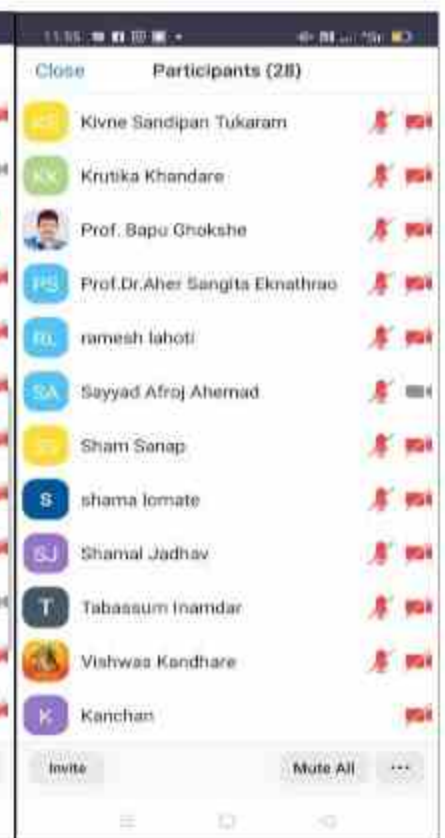 11:55
Close Participants (28)
KS Kivne Sandipan Tukaram
KK Krutika Khandare
Prof. Bapu Ghokshe
PS Prof.Dr.Aher Sangita Eknathrao
RL ramesh lahoti
SA Sayyad Afroj Ahemad
SS Sham Sanap
S shama lomate
SJ Shamal Jadhav
T Tabassum Inamdar
Vishwas Kandhare
K Kanchan
Invite Mute All ...